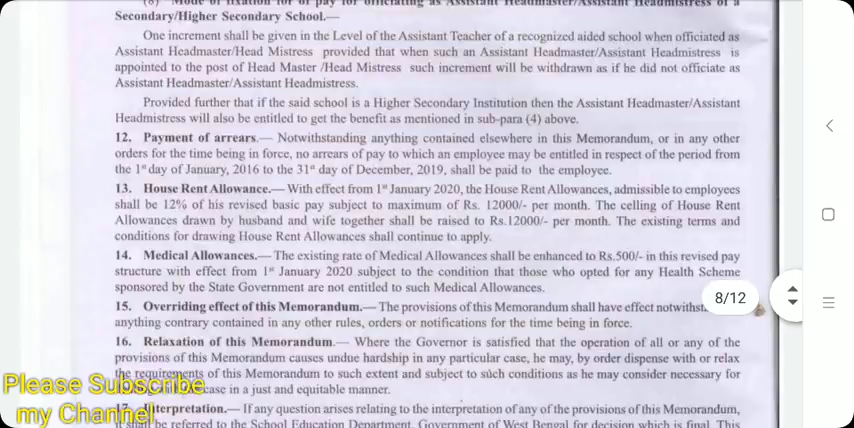 (8) Mode of fixation for of pay for officiating as Assistant Headmaster/Assistant Headmistress of a
Secondary/Higher Secondary School.—
One increment shall be given in the Level of the Assistant Teacher of a recognized aided school when officiated as
Assistant Headmaster/Head Mistress provided that when such an Assistant Headmaster/Assistant Headmistress is
appointed to the post of Head Master /Head Mistress such increment will be withdrawn as if he did not officiate as
Assistant Headmaster/Assistant Headmistress.
Provided further that if the said school is a Higher Secondary Institution then the Assistant Headmaster/Assistant
Headmistress will also be entitled to get the benefit as mentioned in sub-para (4) above.
12. Payment of arrears.— Notwithstanding anything contained elsewhere in this Memorandum, or in any other
orders for the time being in force, no arrears of pay to which an employee may be entitled in respect of the period from
the 1st day of January, 2016 to the 31st day of December, 2019, shall be paid to the employee.
13. House Rent Allowance.— With effect from 1st January 2020, the House Rent Allowances, admissible to employees
shall be 12% of his revised basic pay subject to maximum of Rs. 12000/- per month. The celling of House Rent
Allowances drawn by husband and wife together shall be raised to Rs.12000/- per month. The existing terms and
conditions for drawing House Rent Allowances shall continue to apply.
14. Medical Allowances.— The existing rate of Medical Allowances shall be enhanced to Rs.500/- in this revised pay
structure with effect from 1st January 2020 subject to the condition that those who opted for any Health Scheme
sponsored by the State Government are not entitled to such Medical Allowances.
8/12
15. Overriding effect of this Memorandum.— The provisions of this Memorandum shall have effect notwithst
anything contrary contained in any other rules, orders or notifications for the time being in force.
16. Relaxation of this Memorandum.— Where the Governor is satisfied that the operation of all or any of the
provisions of this Memorandum causes undue hardship in any particular case, he may, by order dispense with or relax
the requirements of this Memorandum to such extent and subject to such conditions as he may consider necessary for
case in a just and equitable manner.
Please Subscribe
my Channel
17. Interpretation.— If any question arises relating to the interpretation of any of the provisions of this Memorandum,
it shall be referred to the School Education Department, Government of West Bengal for decision which is final. This